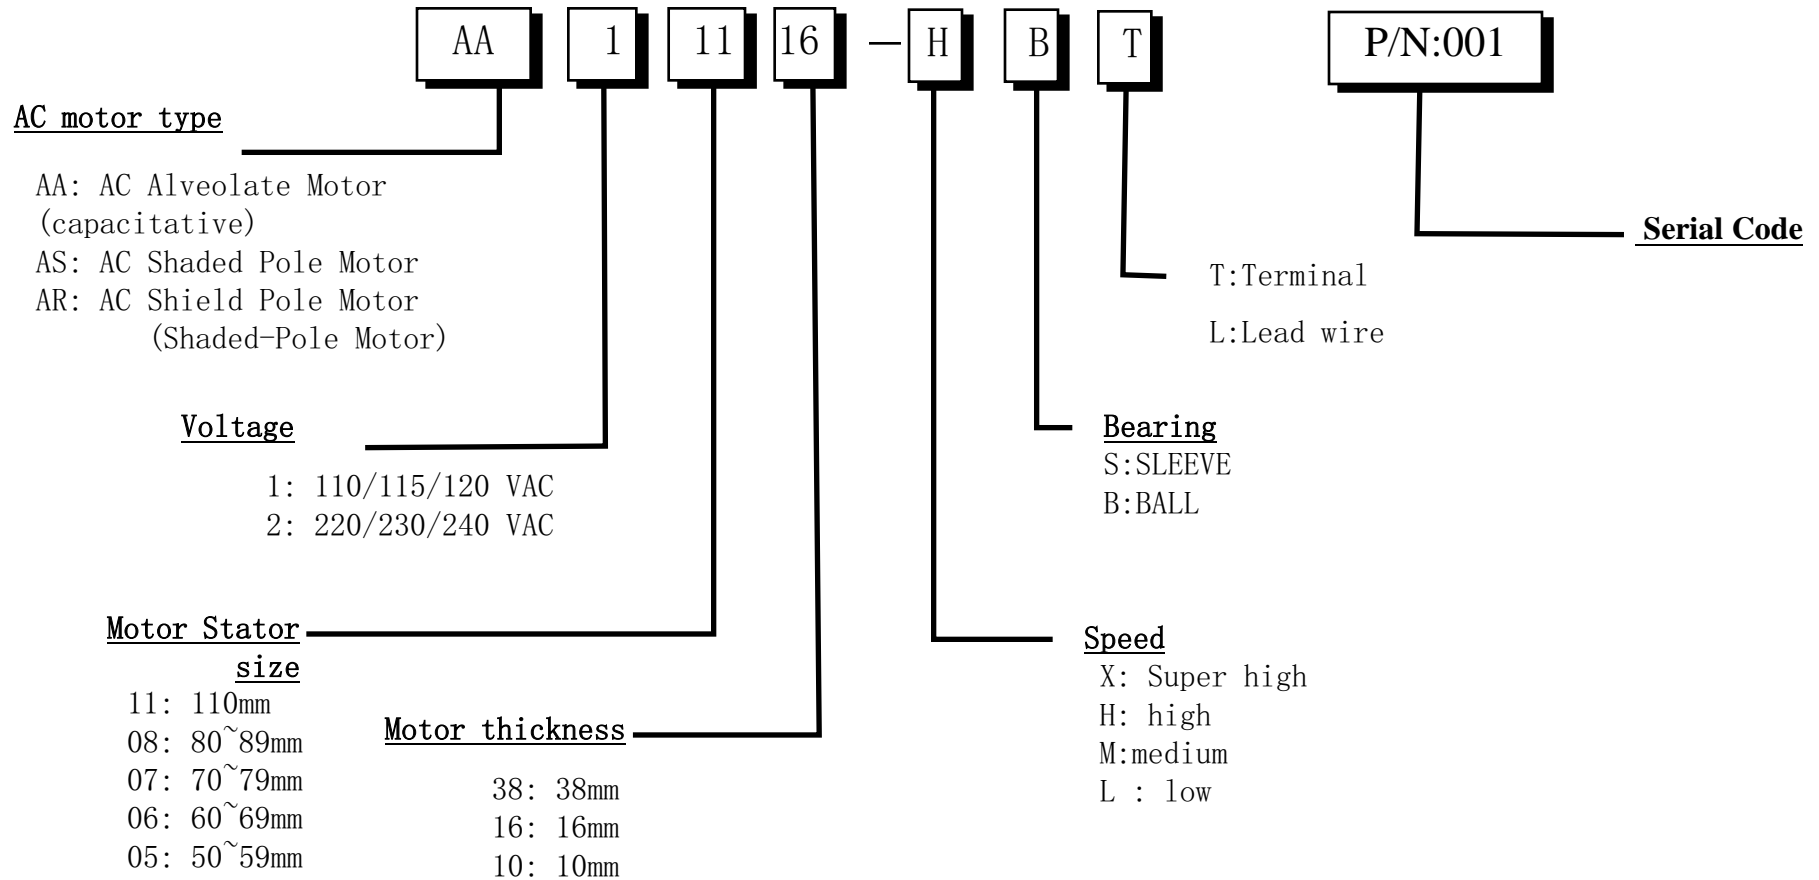 AA 1 11 16 — H B T P/N:001
AC motor type
AA: AC Alveolate Motor
(capacitative)
AS: AC Shaded Pole Motor
AR: AC Shield Pole Motor
(Shaded-Pole Motor)
Serial Code
T:Terminal
L:Lead wire
Voltage
1: 110/115/120 VAC
2: 220/230/240 VAC
Bearing
S:SLEEVE
B:BALL
Motor Stator
size
11: 110mm
08: 80~89mm
07: 70~79mm
06: 60~69mm
05: 50~59mm
Motor thickness
38: 38mm
16: 16mm
10: 10mm
Speed
X: Super high
H: high
M:medium
L : low